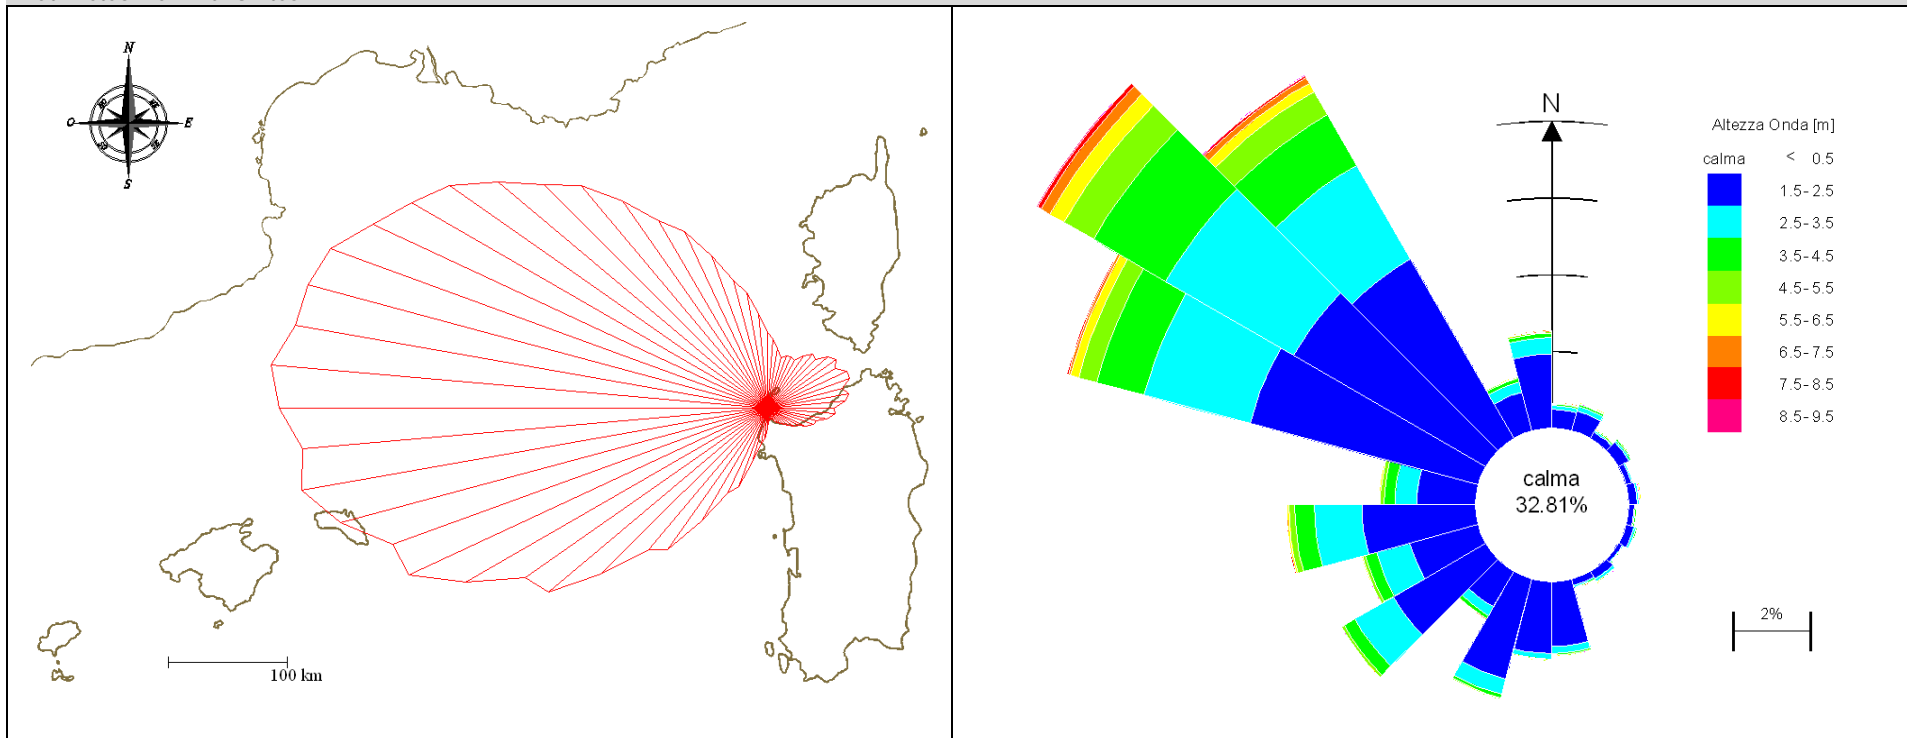 N
O
E
S
100 km
N
Altezza Onda [m]
calma < 0.5
1.5-2.5
2.5-3.5
3.5-4.5
4.5-5.5
5.5-6.5
6.5-7.5
7.5-8.5
8.5-9.5
calma
32.81%
2%